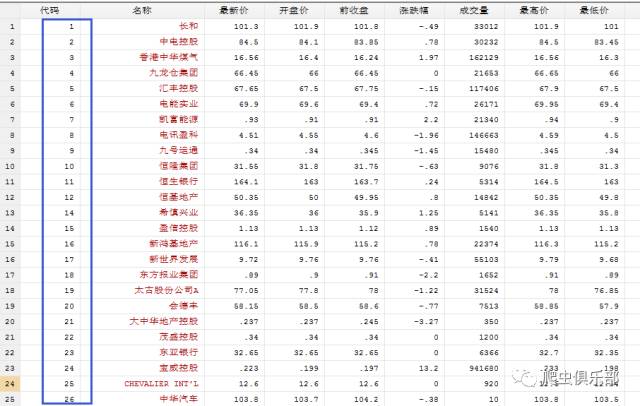 代码 名称 最新价 开盘价 前收盘 涨跌幅 成交量 最高价 最低价
1 1 长和 101.3 101.9 101.8 -.49 33012 101.9 101
2 2 中电控股 84.5 84.1 83.85 .78 30232 84.5 83.45
3 3 香港中华煤气 16.56 16.4 16.24 1.97 162129 16.56 16.3
4 4 九龙仓集团 66.45 66 66.45 0 21653 66.65 66
5 5 汇丰控股 67.65 67.5 67.75 -.15 117406 67.9 67.5
6 6 电能实业 69.9 69.6 69.4 .72 26171 69.95 69.4
7 7 凯富能源 .93 .91 .91 2.2 21340 .94 .9
8 8 电讯盈科 4.51 4.55 4.6 -1.96 146663 4.59 4.5
9 9 九号运通 .34 .34 .345 -1.45 15480 .345 .34
10 10 恒隆集团 31.55 31.8 31.75 -.63 9076 31.8 31.3
11 11 恒生银行 164.1 163 163.7 .24 5314 164.5 163
12 12 恒基地产 50.35 50 49.95 .8 14842 50.35 49.8
13 14 希慎兴业 36.35 36 35.9 1.25 5141 36.35 35.8
14 15 盈信控股 1.13 1.13 1.12 .89 1540 1.13 1.13
15 16 新鸿基地产 116.1 115.9 115.2 .78 22374 116.3 115.2
16 17 新世界发展 9.72 9.76 9.76 -.41 55103 9.79 9.68
17 18 东方报业集团 .89 .9 .91 -2.2 1652 .91 .89
18 19 太古股份公司A 77.05 77.8 78 -1.22 31524 78 76.85
19 20 会德丰 58.15 58.5 58.6 -.77 7513 58.85 57.9
20 21 大中华地产控股 .237 .237 .245 -3.27 350 .237 .237
21 22 茂盛控股 .34 .34 .197 0 1200 .34 .34
22 23 东亚银行 32.65 32.65 32.65 0 6366 32.7 32.35
23 24 宝威控股 .223 .199 .197 13.2 941680 .233 .198
24 25 CHEVALIER INT'L 12.6 12.6 12.6 0 920
25 26 中华汽车 103.8 103.7 104.2 -.38 10 103.8 103.5
爬虫俱乐部